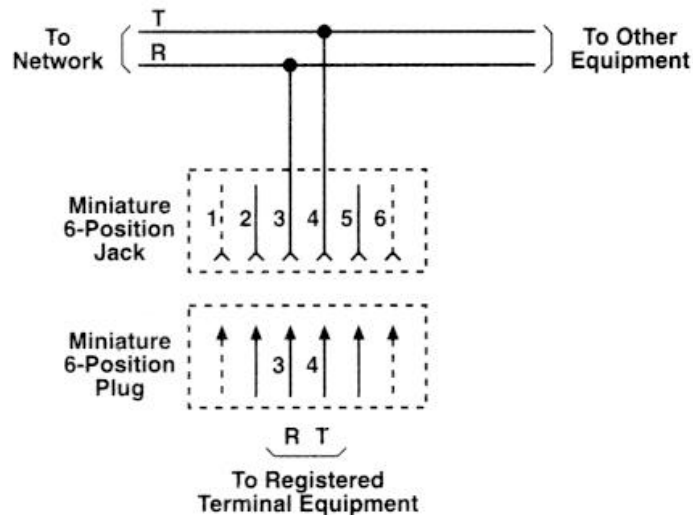 T
To
Network
R
To Other
Equipment
Miniature
6-Position
Jack
1 2 3 4 5 6
Miniature
6-Position
Plug
3 4
R T
To Registered
Terminal Equipment